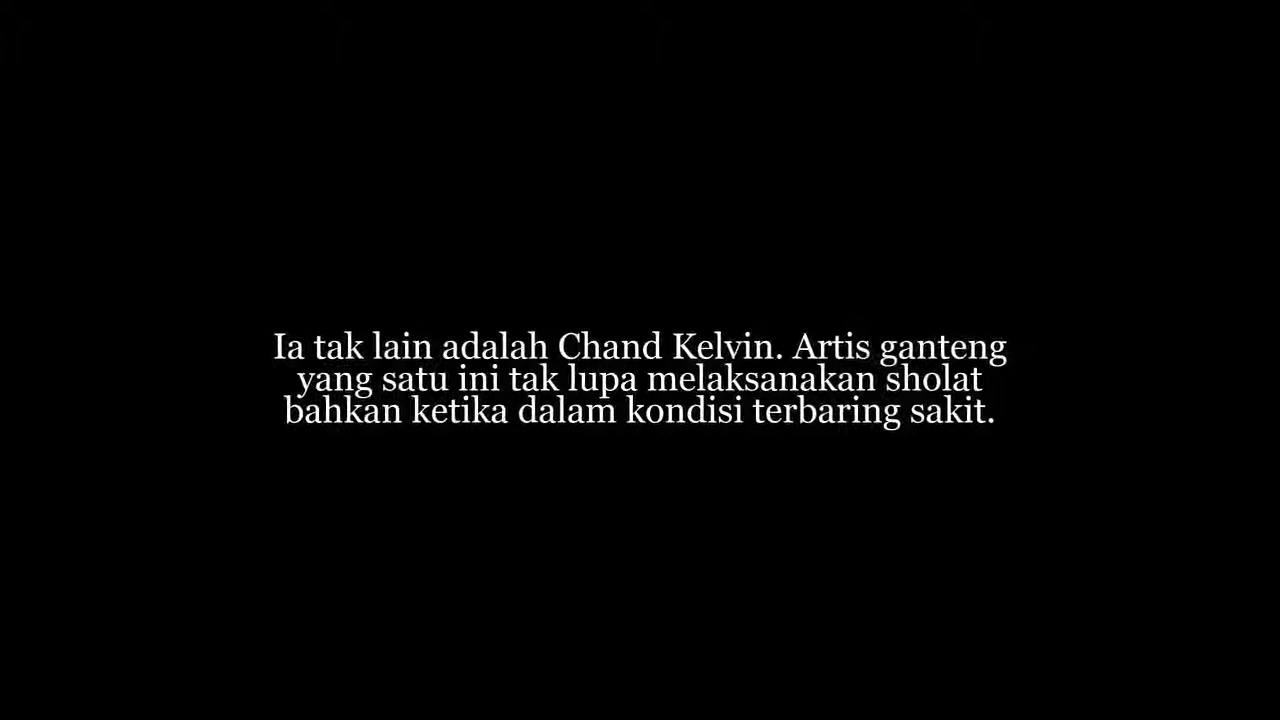 Ia tak lain adalah Chand Kelvin. Artis ganteng
yang satu ini tak lupa melaksanakan sholat
bahkan ketika dalam kondisi terbaring sakit.